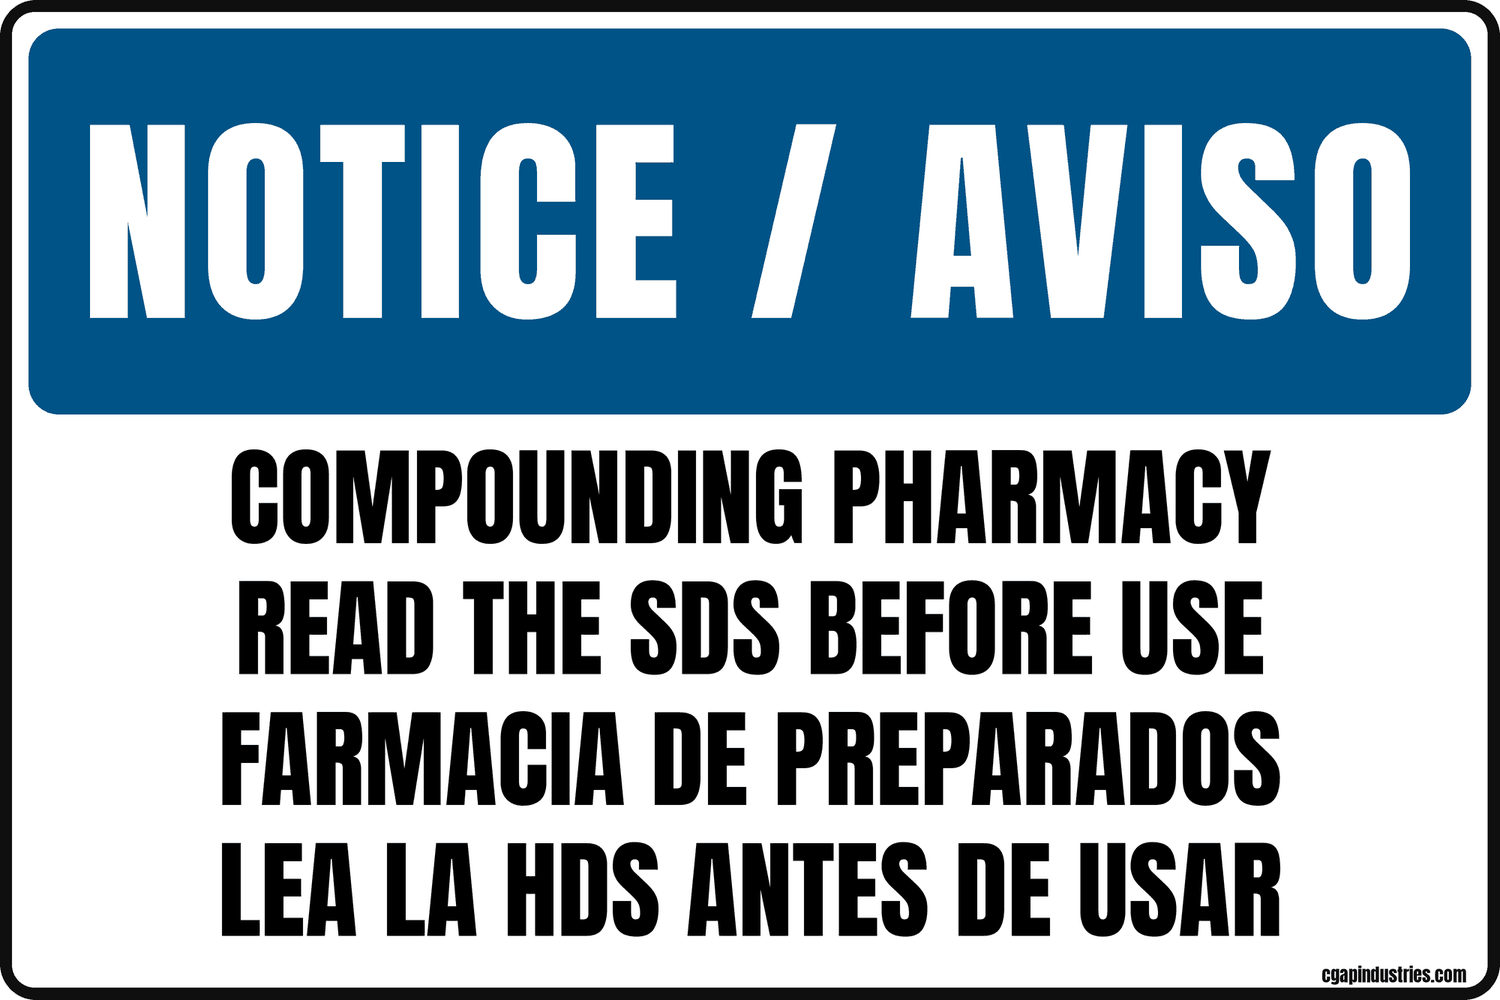 NOTICE / AVISO
COMPOUNDING PHARMACY
READ THE SDS BEFORE USE
FARMACIA DE PREPARADOS
LEA LA HDS ANTES DE USAR
cgapindustries.com